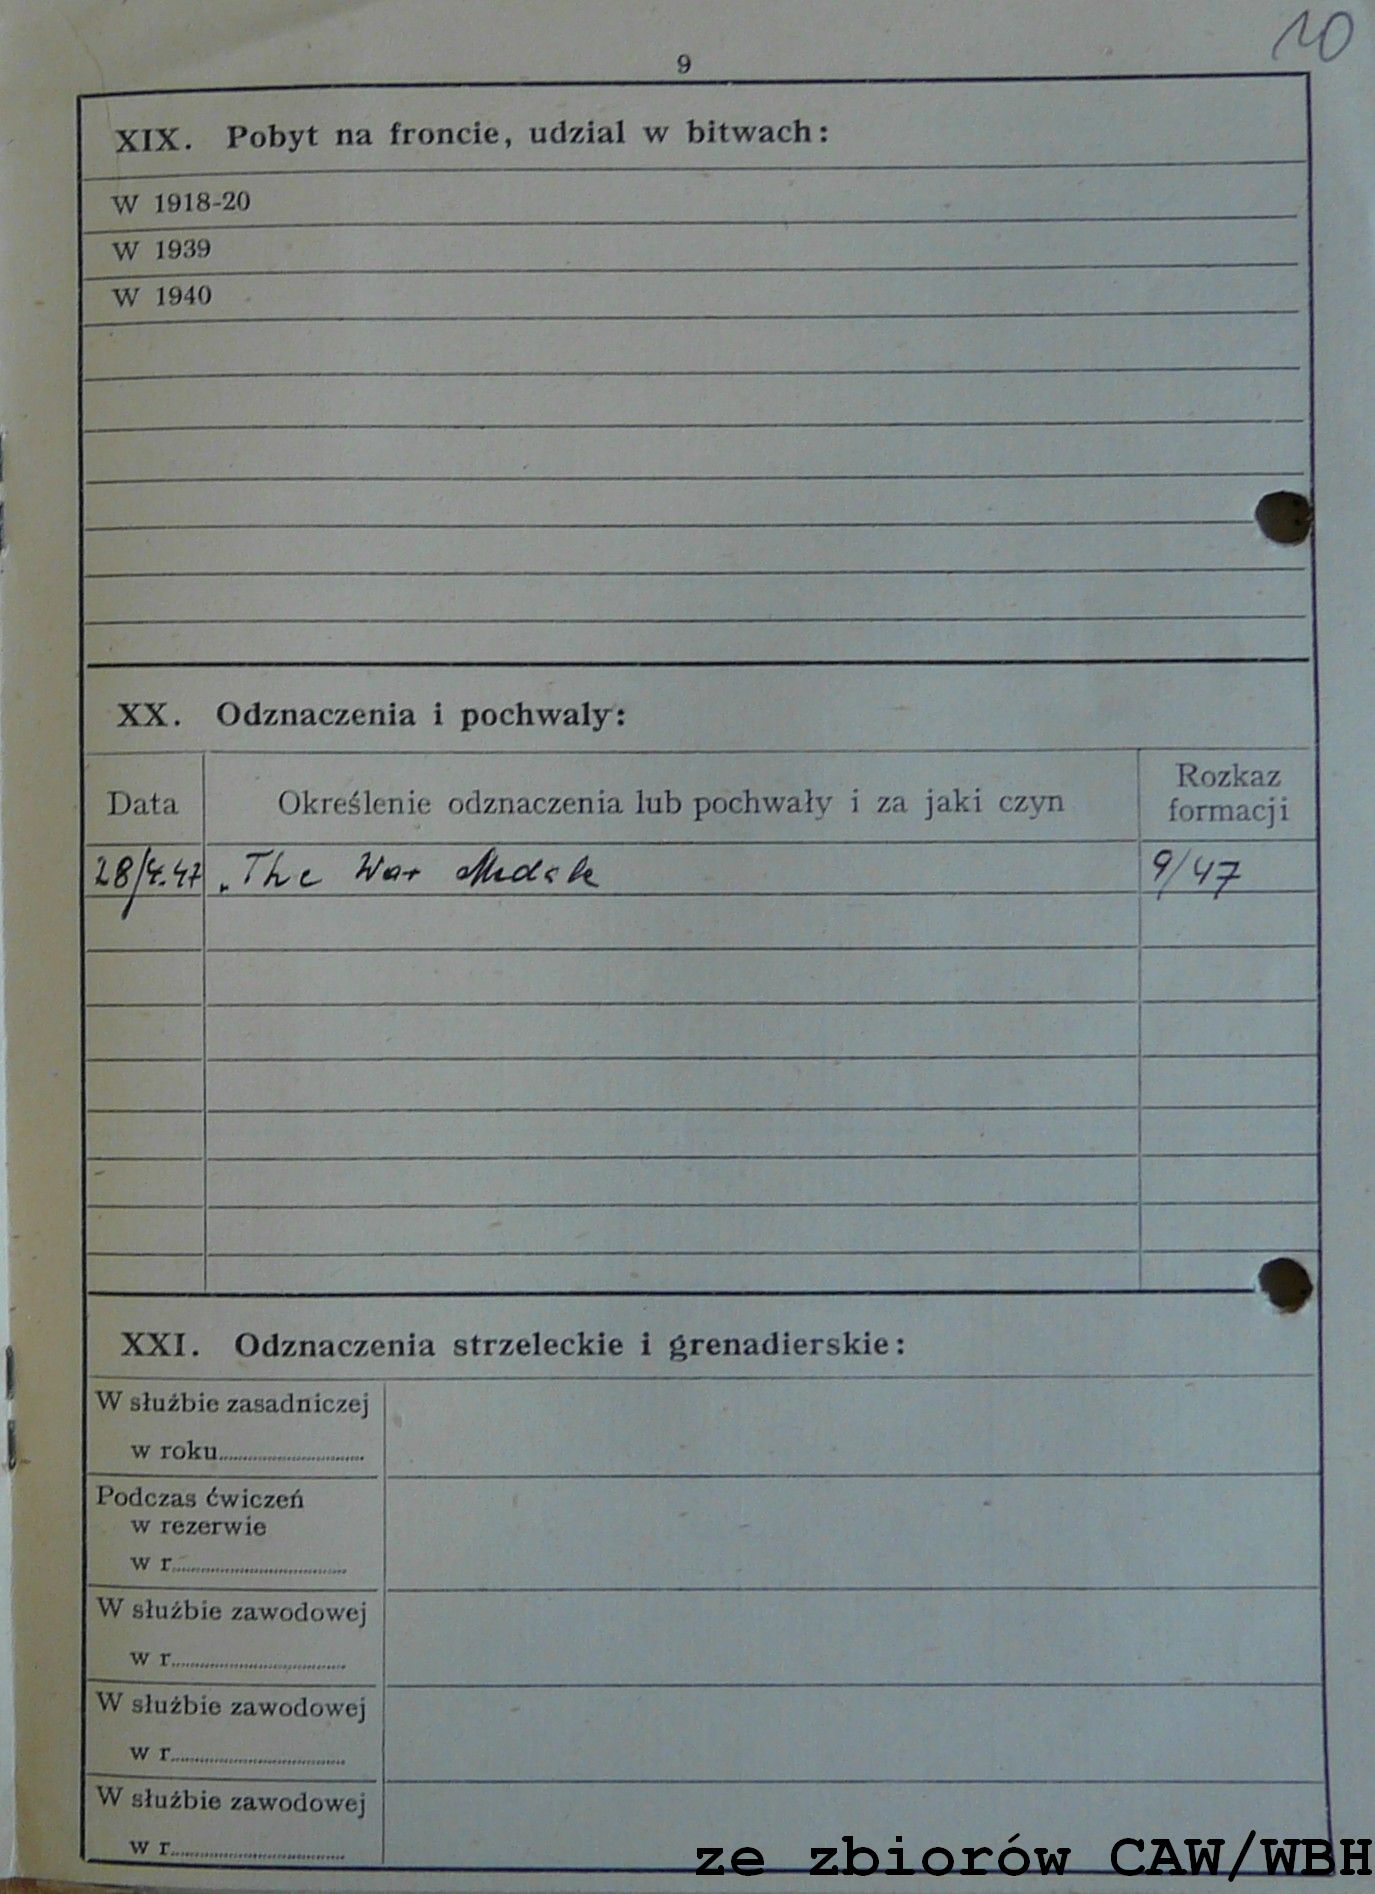 10
9
XIX. Pobyt na froncie, udzial w bitwach:
W 1918-20
W 1939
W 1940
XX. Odznaczenia i pochwaly:
Data Określenie odznaczenia lub pochwały i za jaki czyn Rozkaz formacji
28/4.47 „The War Medale 9/47
XXI. Odznaczenia strzeleckie i grenadierskie:
W służbie zasadniczej
w roku
Podczas ćwiczeń
w rezerwie
w r.
W służbie zawodowej
w r.
W służbie zawodowej
w r.
W służbie zawodowej
w r.
ze zbiorów CAW/WBH